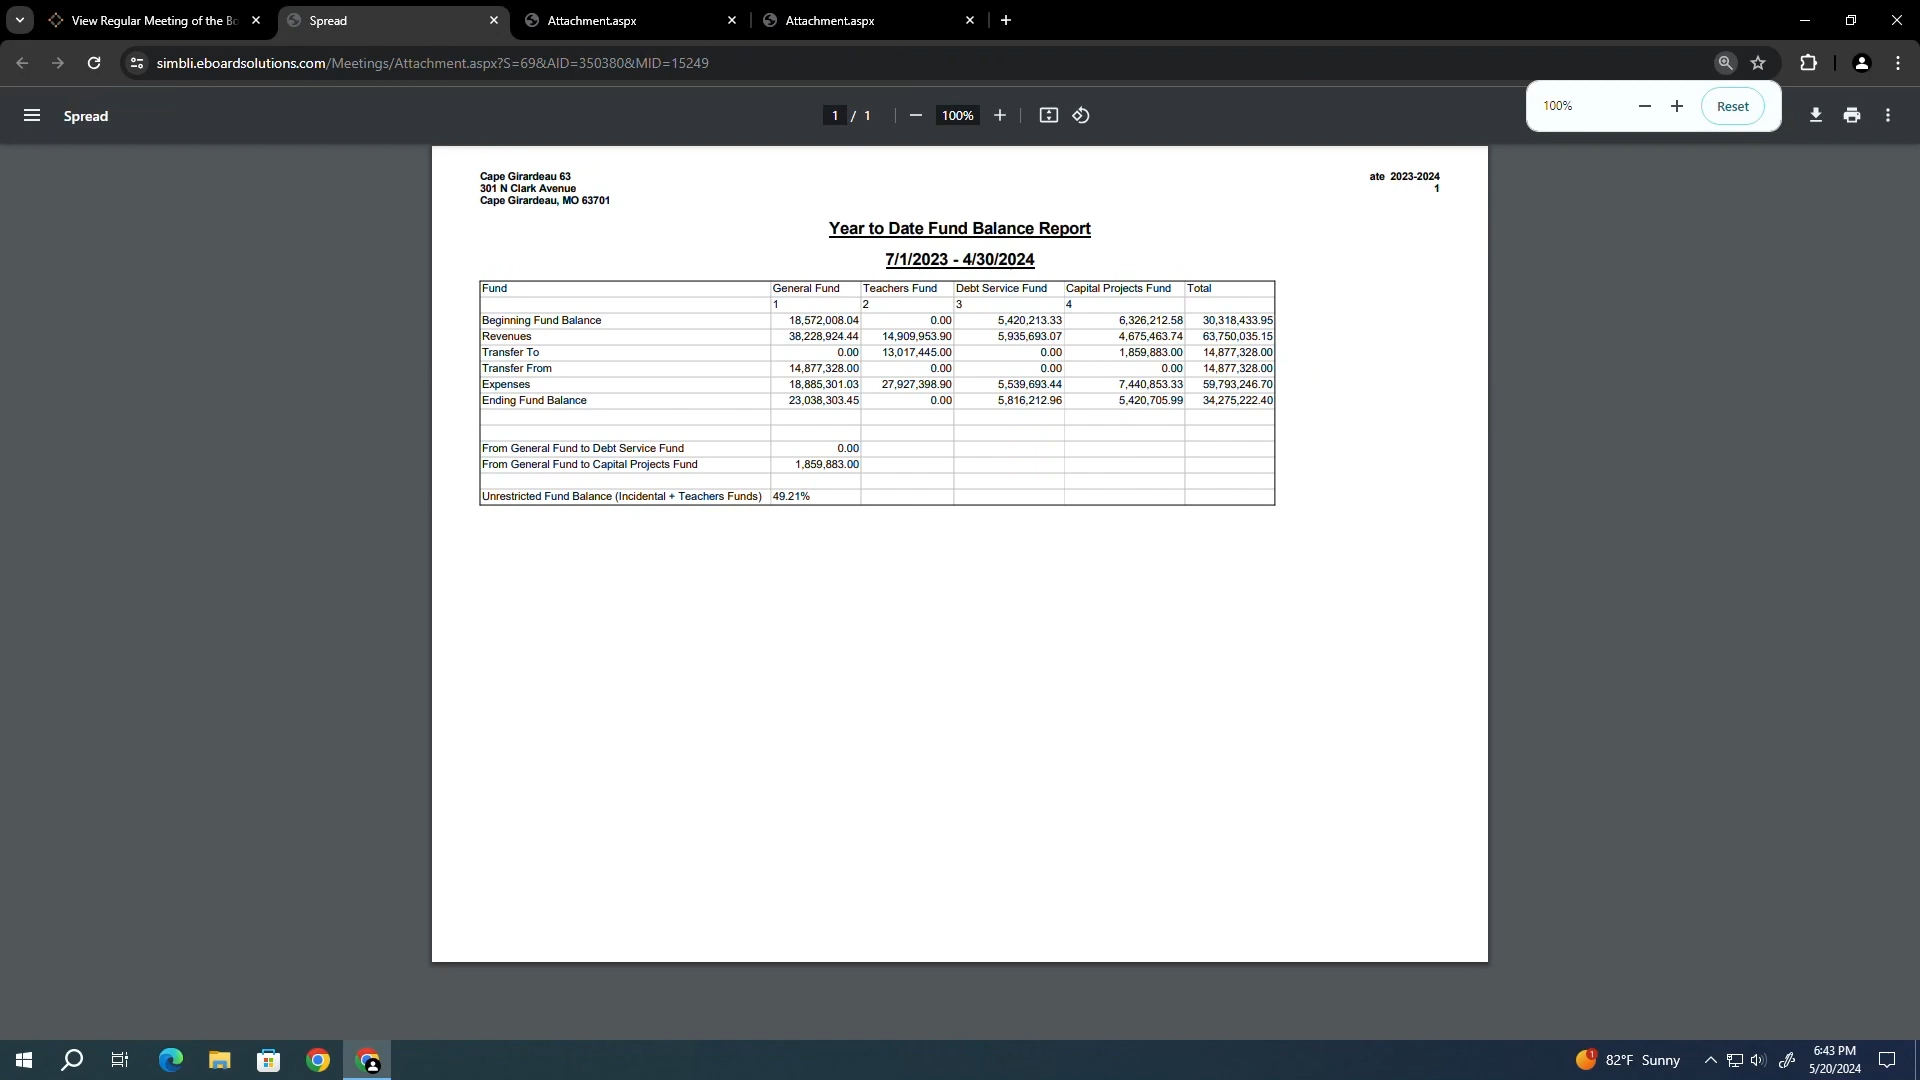 View Regular Meeting of the Bo
Spread
Attachment.aspx
Attachment.aspx
simbli.eboardsolutions.com/Meetings/Attachment.aspx?S=69&AID=350380&MID=15249
Spread
1 / 1
100%
100%
Reset
Cape Girardeau 63
301 N Clark Avenue
Cape Girardeau, MO 63701
ate 2023-2024
1
Year to Date Fund Balance Report
7/1/2023 - 4/30/2024
Fund General Fund Teachers Fund Debt Service Fund Capital Projects Fund Total
1 2 3 4
Beginning Fund Balance 18,572,008.04 0.00 5,420,213.33 6,326,212.58 30,318,433.95
Revenues 38,228,924.44 14,909,953.90 5,935,693.07 4,675,463.74 63,750,035.15
Transfer To 0.00 13,017,445.00 0.00 1,859,883.00 14,877,328.00
Transfer From 14,877,328.00 0.00 0.00 0.00 14,877,328.00
Expenses 18,885,301.03 27,927,398.90 5,539,693.44 7,440,853.33 59,793,246.70
Ending Fund Balance 23,038,303.45 0.00 5,816,212.96 5,420,705.99 34,275,222.40
From General Fund to Debt Service Fund 0.00
From General Fund to Capital Projects Fund 1,859,883.00
Unrestricted Fund Balance (Incidental + Teachers Funds) 49.21%
1
82°F Sunny
6:43 PM
5/20/2024